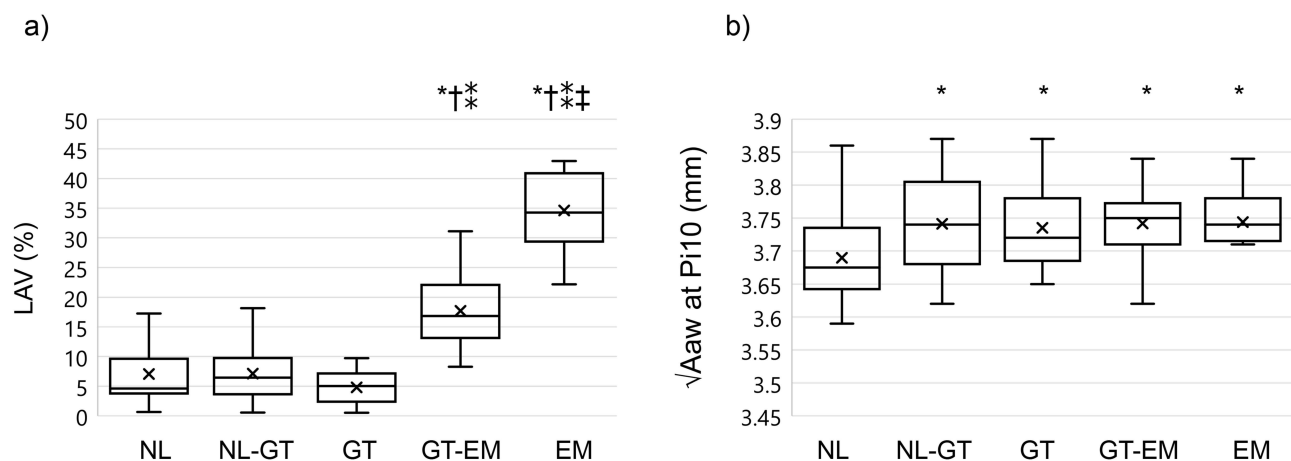 a)
*†⁑
*†⁑‡
LAV (%)
50
45
40
35
30
25
20
15
10
5
0
NL
NL-GT
GT
GT-EM
EM
b)
*
*
*
*
√Aaw at Pi10 (mm)
3.9
3.85
3.8
3.75
3.7
3.65
3.6
3.55
3.5
3.45
NL
NL-GT
GT
GT-EM
EM